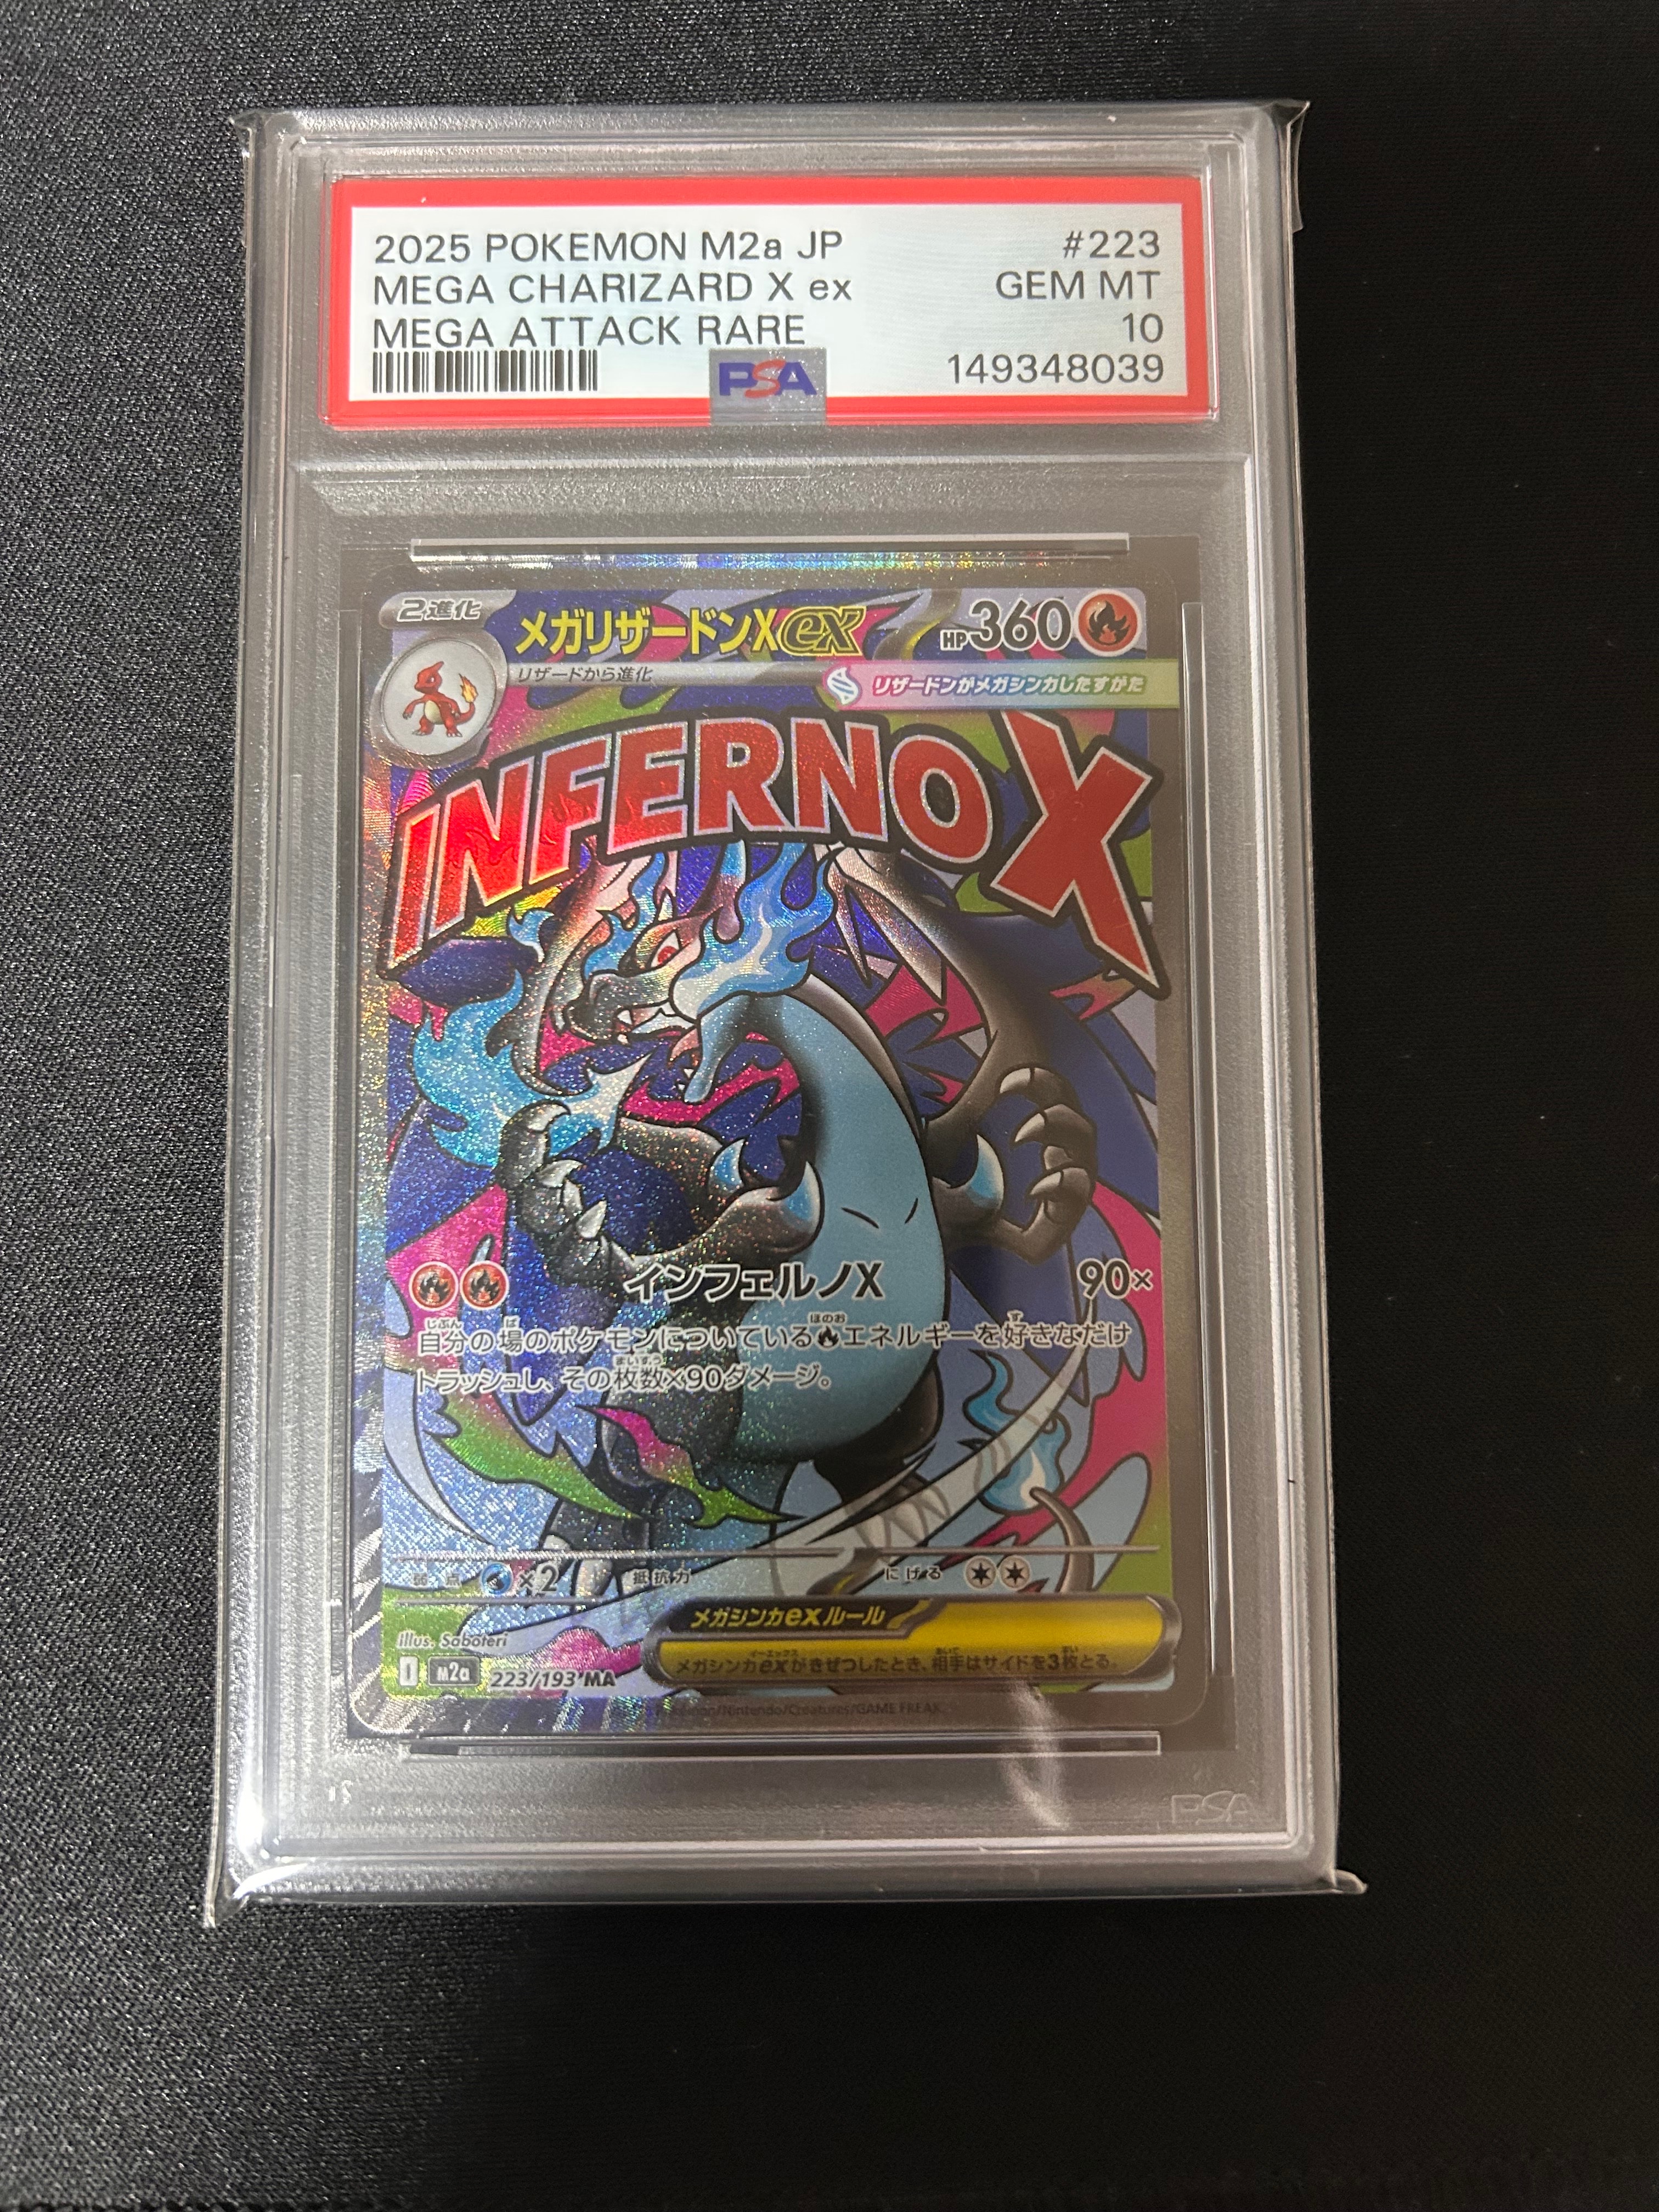 2025 POKEMON M2a JP #223
MEGA CHARIZARD X ex GEM MT
MEGA ATTACK RARE 10
PSA 149348039
2進化 メガリザードンXex HP360
リザードから進化 リザードンがメガシンカしたすがた
INFERNO X
インフェルノX 90×
自分の場のポケモンについているエネルギーを好きなだけ
トラッシュし、その枚数×90ダメージ。
弱点 ×2 抵抗力 にげる
メガシンカexルール
メガシンカexがきぜつしたとき、相手はサイドを3枚とる。
illus. Saboteri
I M2a 223/193 MA
/Nintendo/Creatures/GAME FREAK.
PSA